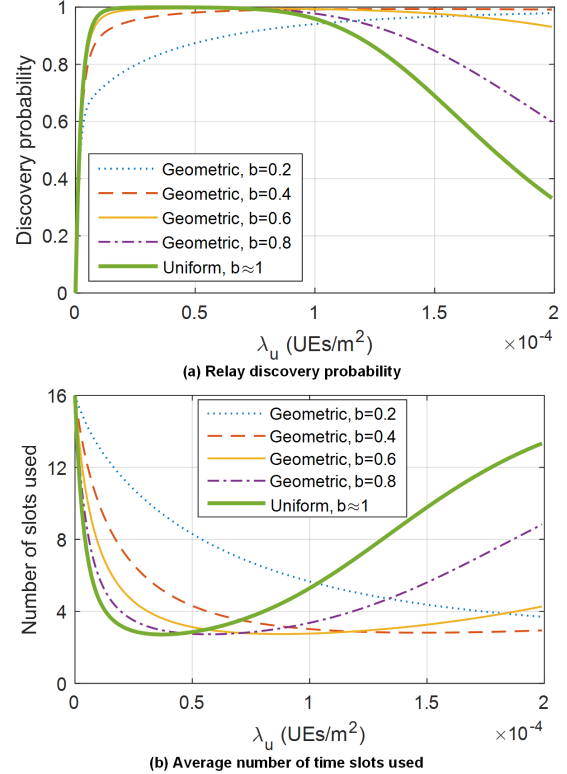 1
0.8
0.6
0.4
0.2
0
Discovery probability
Geometric, b=0.2
Geometric, b=0.4
Geometric, b=0.6
Geometric, b=0.8
Uniform, b≈1
0 0.5 1 1.5 2
λu (UEs/m²) ×10⁻⁴
(a) Relay discovery probability
16
12
8
4
0
Number of slots used
Geometric, b=0.2
Geometric, b=0.4
Geometric, b=0.6
Geometric, b=0.8
Uniform, b≈1
0 0.5 1 1.5 2
λu (UEs/m²) ×10⁻⁴
(b) Average number of time slots used